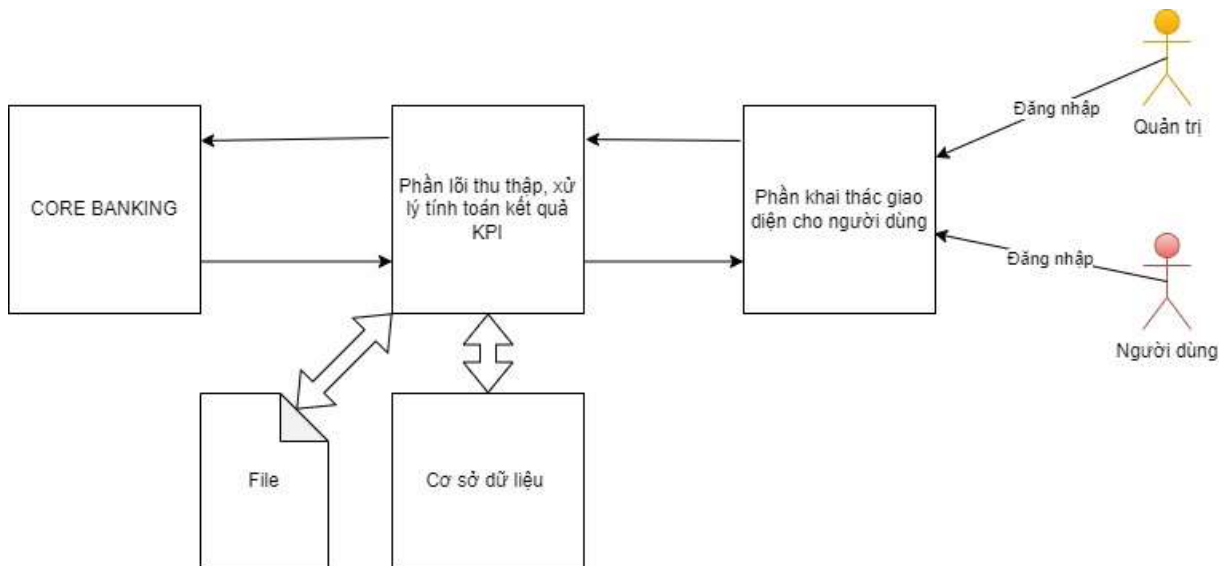 Đăng nhập
Quản trị
CORE BANKING
Phần lõi thu thập, xử
lý tính toán kết quả
KPI
Phần khai thác giao
diện cho người dùng
Đăng nhập
Người dùng
File
Cơ sở dữ liệu